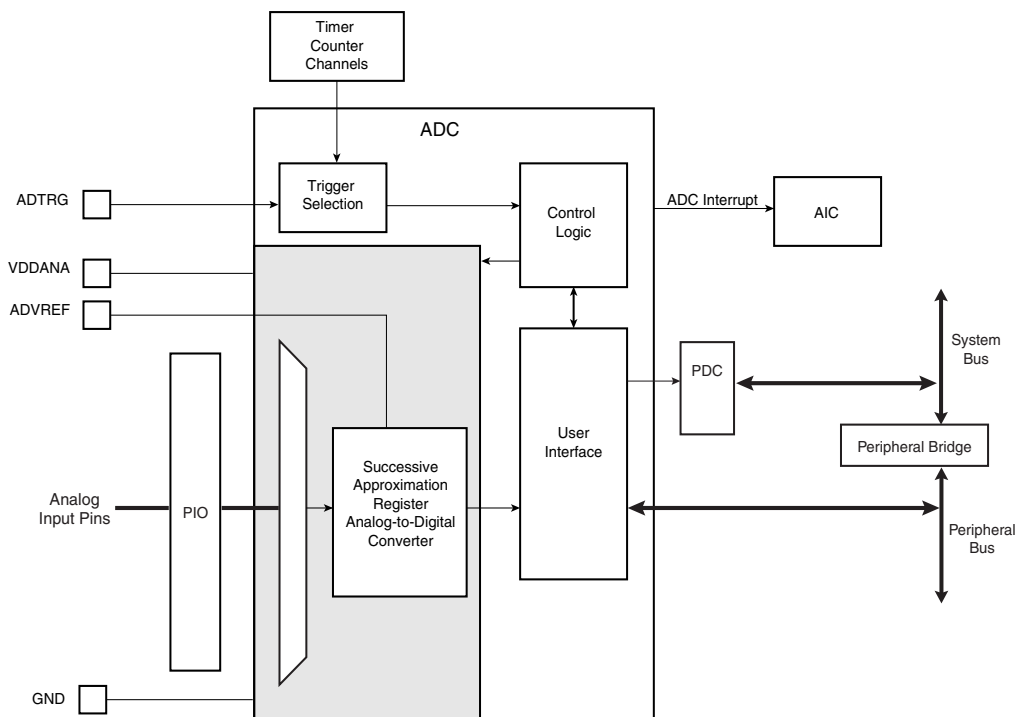 Timer
Counter
Channels
ADC
ADTRG
Trigger
Selection
Control
Logic
ADC Interrupt
AIC
VDDANA
ADVREF
System
Bus
PDC
User
Interface
Peripheral Bridge
Successive
Approximation
Register
Analog-to-Digital
Converter
Analog
Input Pins
PIO
Peripheral
Bus
GND